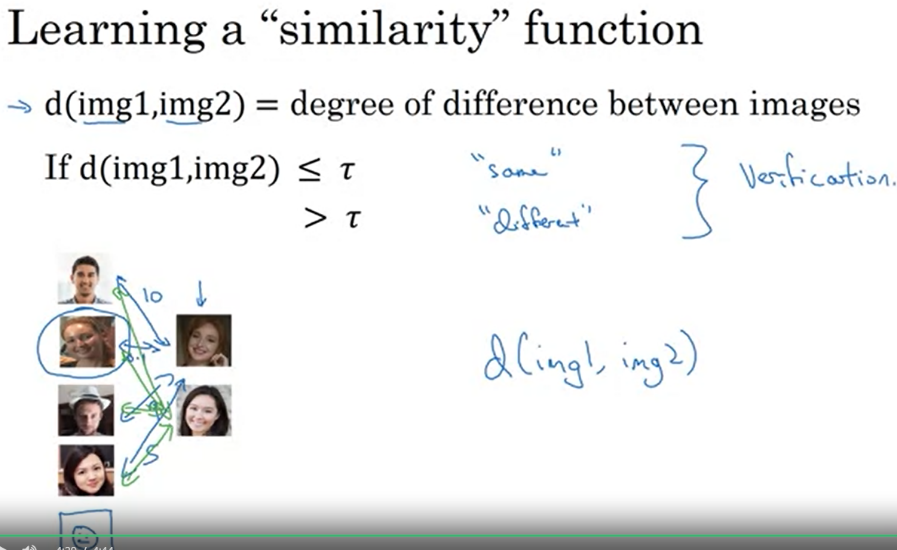 Learning a “similarity” function
→ d(img1,img2) = degree of difference between images
If d(img1,img2) ≤ τ "same"
> τ "different"
Verification.
10
d(img1, img2)
5